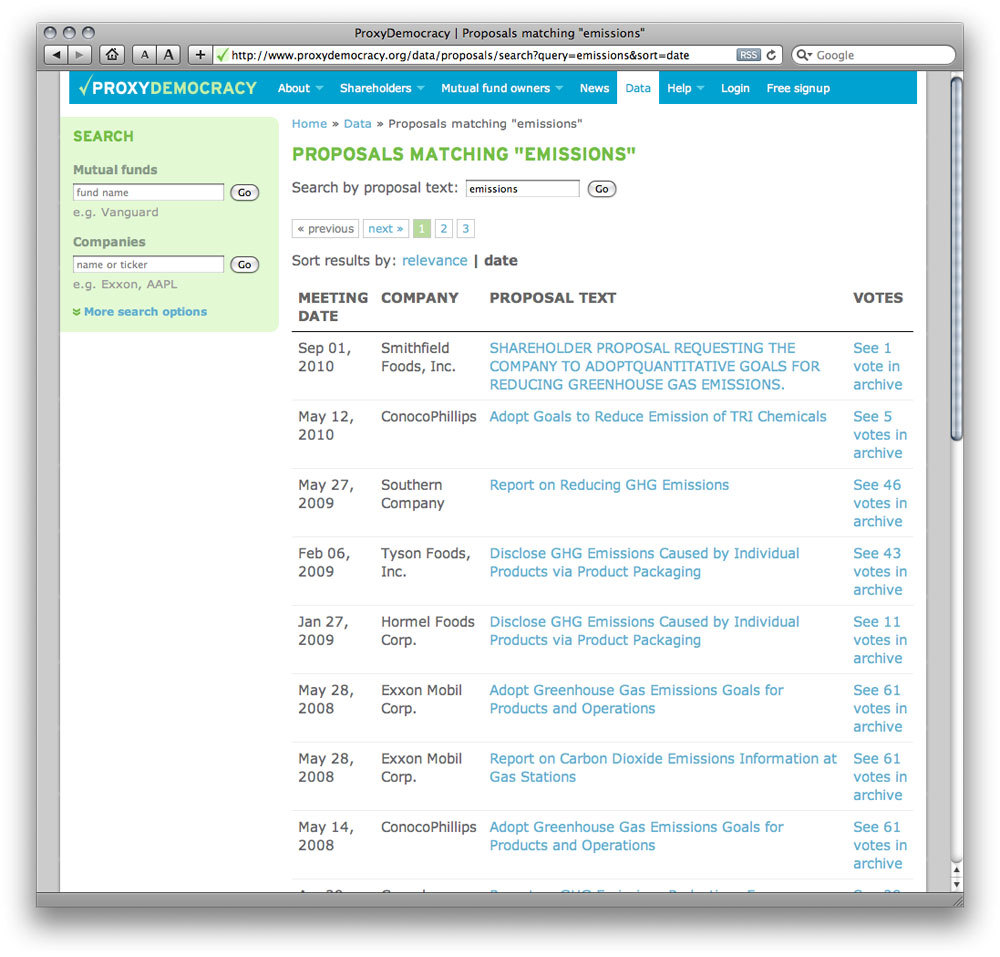 ProxyDemocracy | Proposals matching "emissions"
A A + http://www.proxydemocracy.org/data/proposals/search?query=emissions&sort=date RSS Google
PROXYDEMOCRACY About Shareholders Mutual fund owners News Data Help Login Free signup
SEARCH
Mutual funds
fund name Go
e.g. Vanguard
Companies
name or ticker Go
e.g. Exxon, AAPL
More search options
Home » Data » Proposals matching "emissions"
PROPOSALS MATCHING "EMISSIONS"
Search by proposal text: emissions Go
« previous next » 1 2 3
Sort results by: relevance | date
MEETING COMPANY PROPOSAL TEXT VOTES
DATE
Sep 01, Smithfield SHAREHOLDER PROPOSAL REQUESTING THE See 1
2010 Foods, Inc. COMPANY TO ADOPTQUANTITATIVE GOALS FOR vote in
REDUCING GREENHOUSE GAS EMISSIONS. archive
May 12, ConocoPhillips Adopt Goals to Reduce Emission of TRI Chemicals See 5
2010 votes in
archive
May 27, Southern Report on Reducing GHG Emissions See 46
2009 Company votes in
archive
Feb 06, Tyson Foods, Disclose GHG Emissions Caused by Individual See 43
2009 Inc. Products via Product Packaging votes in
archive
Jan 27, Hormel Foods Disclose GHG Emissions Caused by Individual See 11
2009 Corp. Products via Product Packaging votes in
archive
May 28, Exxon Mobil Adopt Greenhouse Gas Emissions Goals for See 61
2008 Corp. Products and Operations votes in
archive
May 28, Exxon Mobil Report on Carbon Dioxide Emissions Information at See 61
2008 Corp. Gas Stations votes in
archive
May 14, ConocoPhillips Adopt Greenhouse Gas Emissions Goals for See 61
2008 Products and Operations votes in
archive